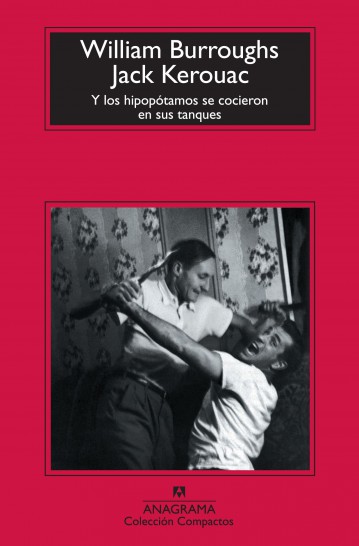 William Burroughs
Jack Kerouac
Y los hipopótamos se cocieron
en sus tanques
ANAGRAMA
Colección Compactos